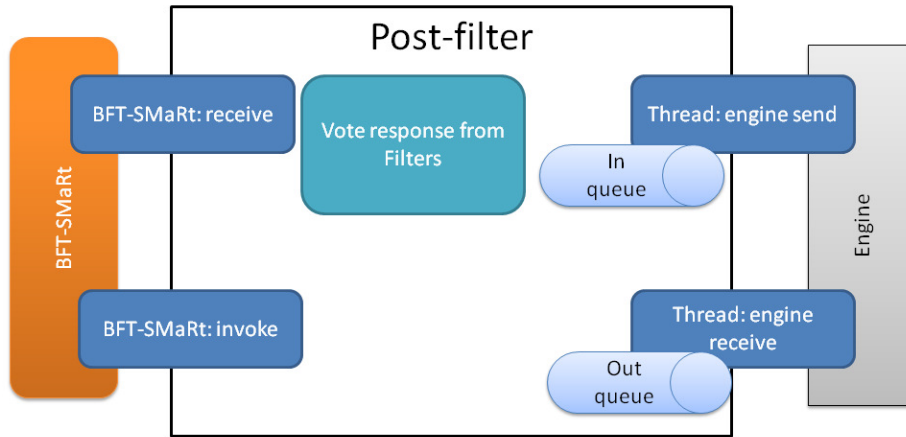 Post-filter
BFT-SMaRt
BFT-SMaRt: receive
Vote response from
Filters
Thread: engine send
In
queue
Engine
BFT-SMaRt: invoke
Thread: engine
receive
Out
queue